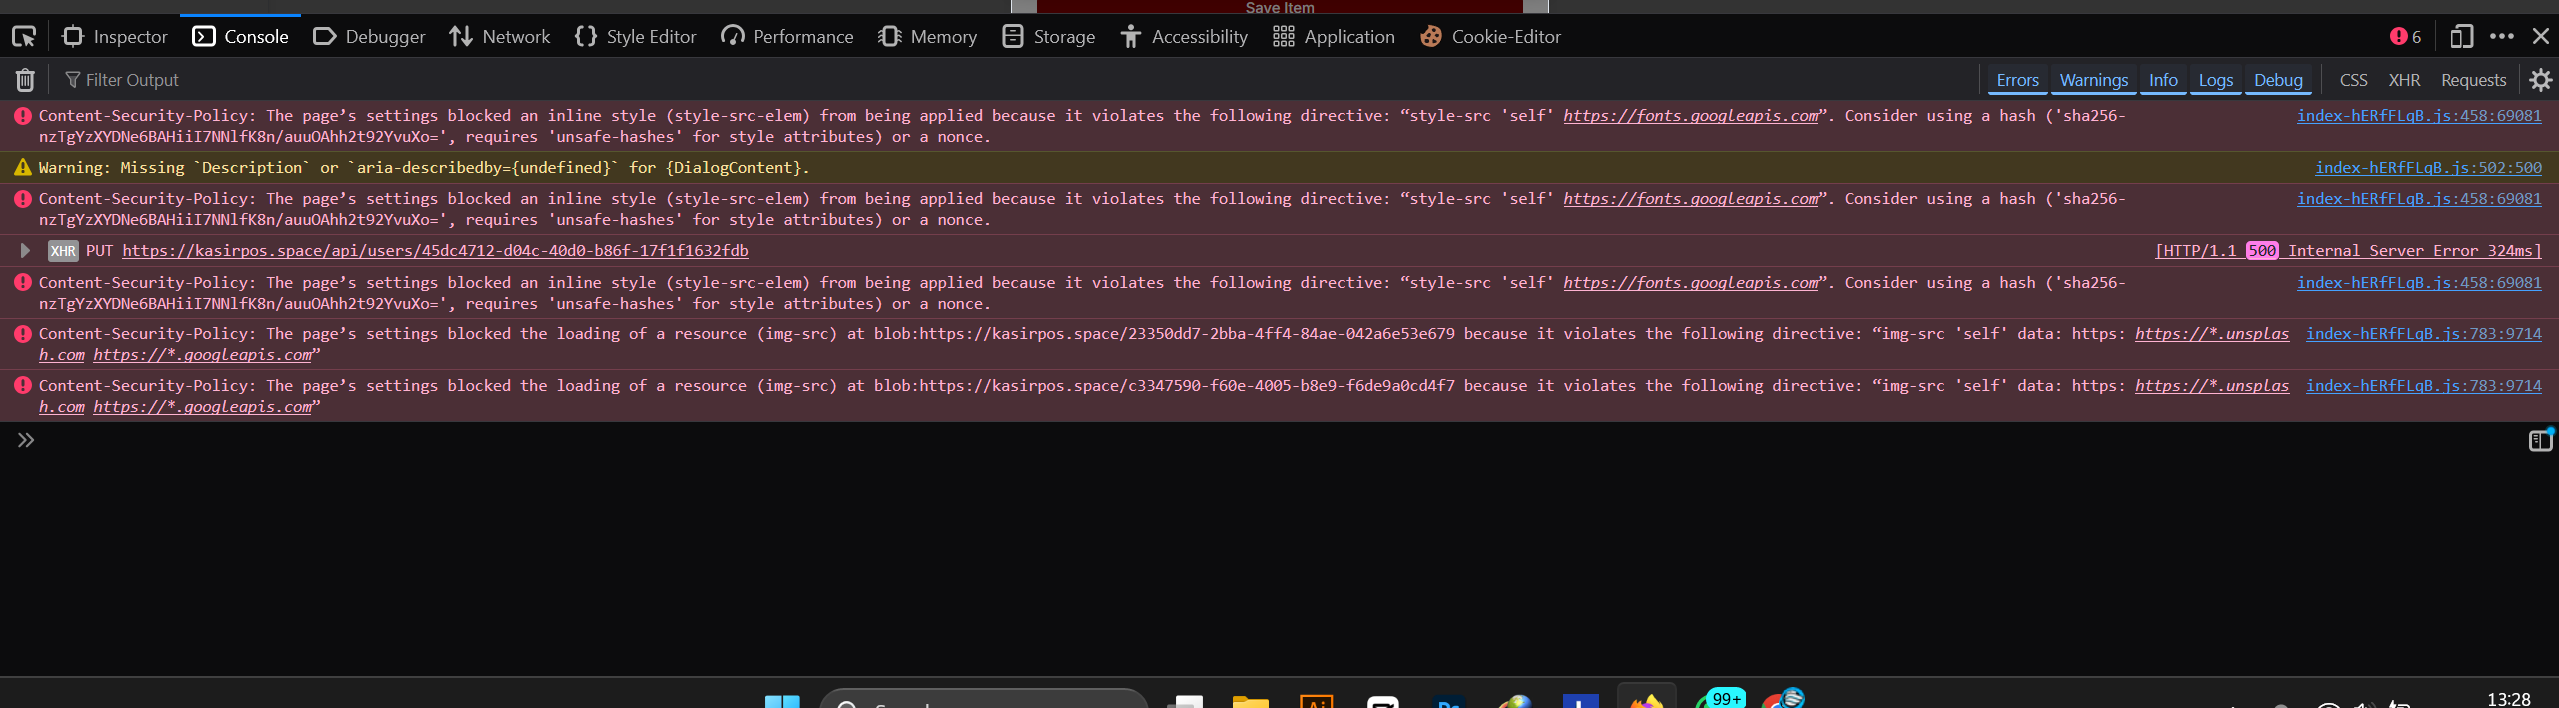 Save Item
Inspector Console Debugger Network Style Editor Performance Memory Storage Accessibility Application Cookie-Editor 6
Filter Output Errors Warnings Info Logs Debug CSS XHR Requests
Content-Security-Policy: The page’s settings blocked an inline style (style-src-elem) from being applied because it violates the following directive: “style-src 'self' https://fonts.googleapis.com”. Consider using a hash ('sha256- index-hERfFLqB.js:458:69081
nzTgYzXYDNe6BAHiiI7NNlfK8n/auuOAhh2t92YvuXo=', requires 'unsafe-hashes' for style attributes) or a nonce.
Warning: Missing `Description` or `aria-describedby={undefined}` for {DialogContent}. index-hERfFLqB.js:502:500
Content-Security-Policy: The page’s settings blocked an inline style (style-src-elem) from being applied because it violates the following directive: “style-src 'self' https://fonts.googleapis.com”. Consider using a hash ('sha256- index-hERfFLqB.js:458:69081
nzTgYzXYDNe6BAHiiI7NNlfK8n/auuOAhh2t92YvuXo=', requires 'unsafe-hashes' for style attributes) or a nonce.
XHR PUT https://kasirpos.space/api/users/45dc4712-d04c-40d0-b86f-17f1f1632fdb [HTTP/1.1 500 Internal Server Error 324ms]
Content-Security-Policy: The page’s settings blocked an inline style (style-src-elem) from being applied because it violates the following directive: “style-src 'self' https://fonts.googleapis.com”. Consider using a hash ('sha256- index-hERfFLqB.js:458:69081
nzTgYzXYDNe6BAHiiI7NNlfK8n/auuOAhh2t92YvuXo=', requires 'unsafe-hashes' for style attributes) or a nonce.
Content-Security-Policy: The page’s settings blocked the loading of a resource (img-src) at blob:https://kasirpos.space/23350dd7-2bba-4ff4-84ae-042a6e53e679 because it violates the following directive: “img-src 'self' data: https: https://*.unsplas index-hERfFLqB.js:783:9714
h.com https://*.googleapis.com”
Content-Security-Policy: The page’s settings blocked the loading of a resource (img-src) at blob:https://kasirpos.space/c3347590-f60e-4005-b8e9-f6de9a0cd4f7 because it violates the following directive: “img-src 'self' data: https: https://*.unsplas index-hERfFLqB.js:783:9714
h.com https://*.googleapis.com”
99+
13:28